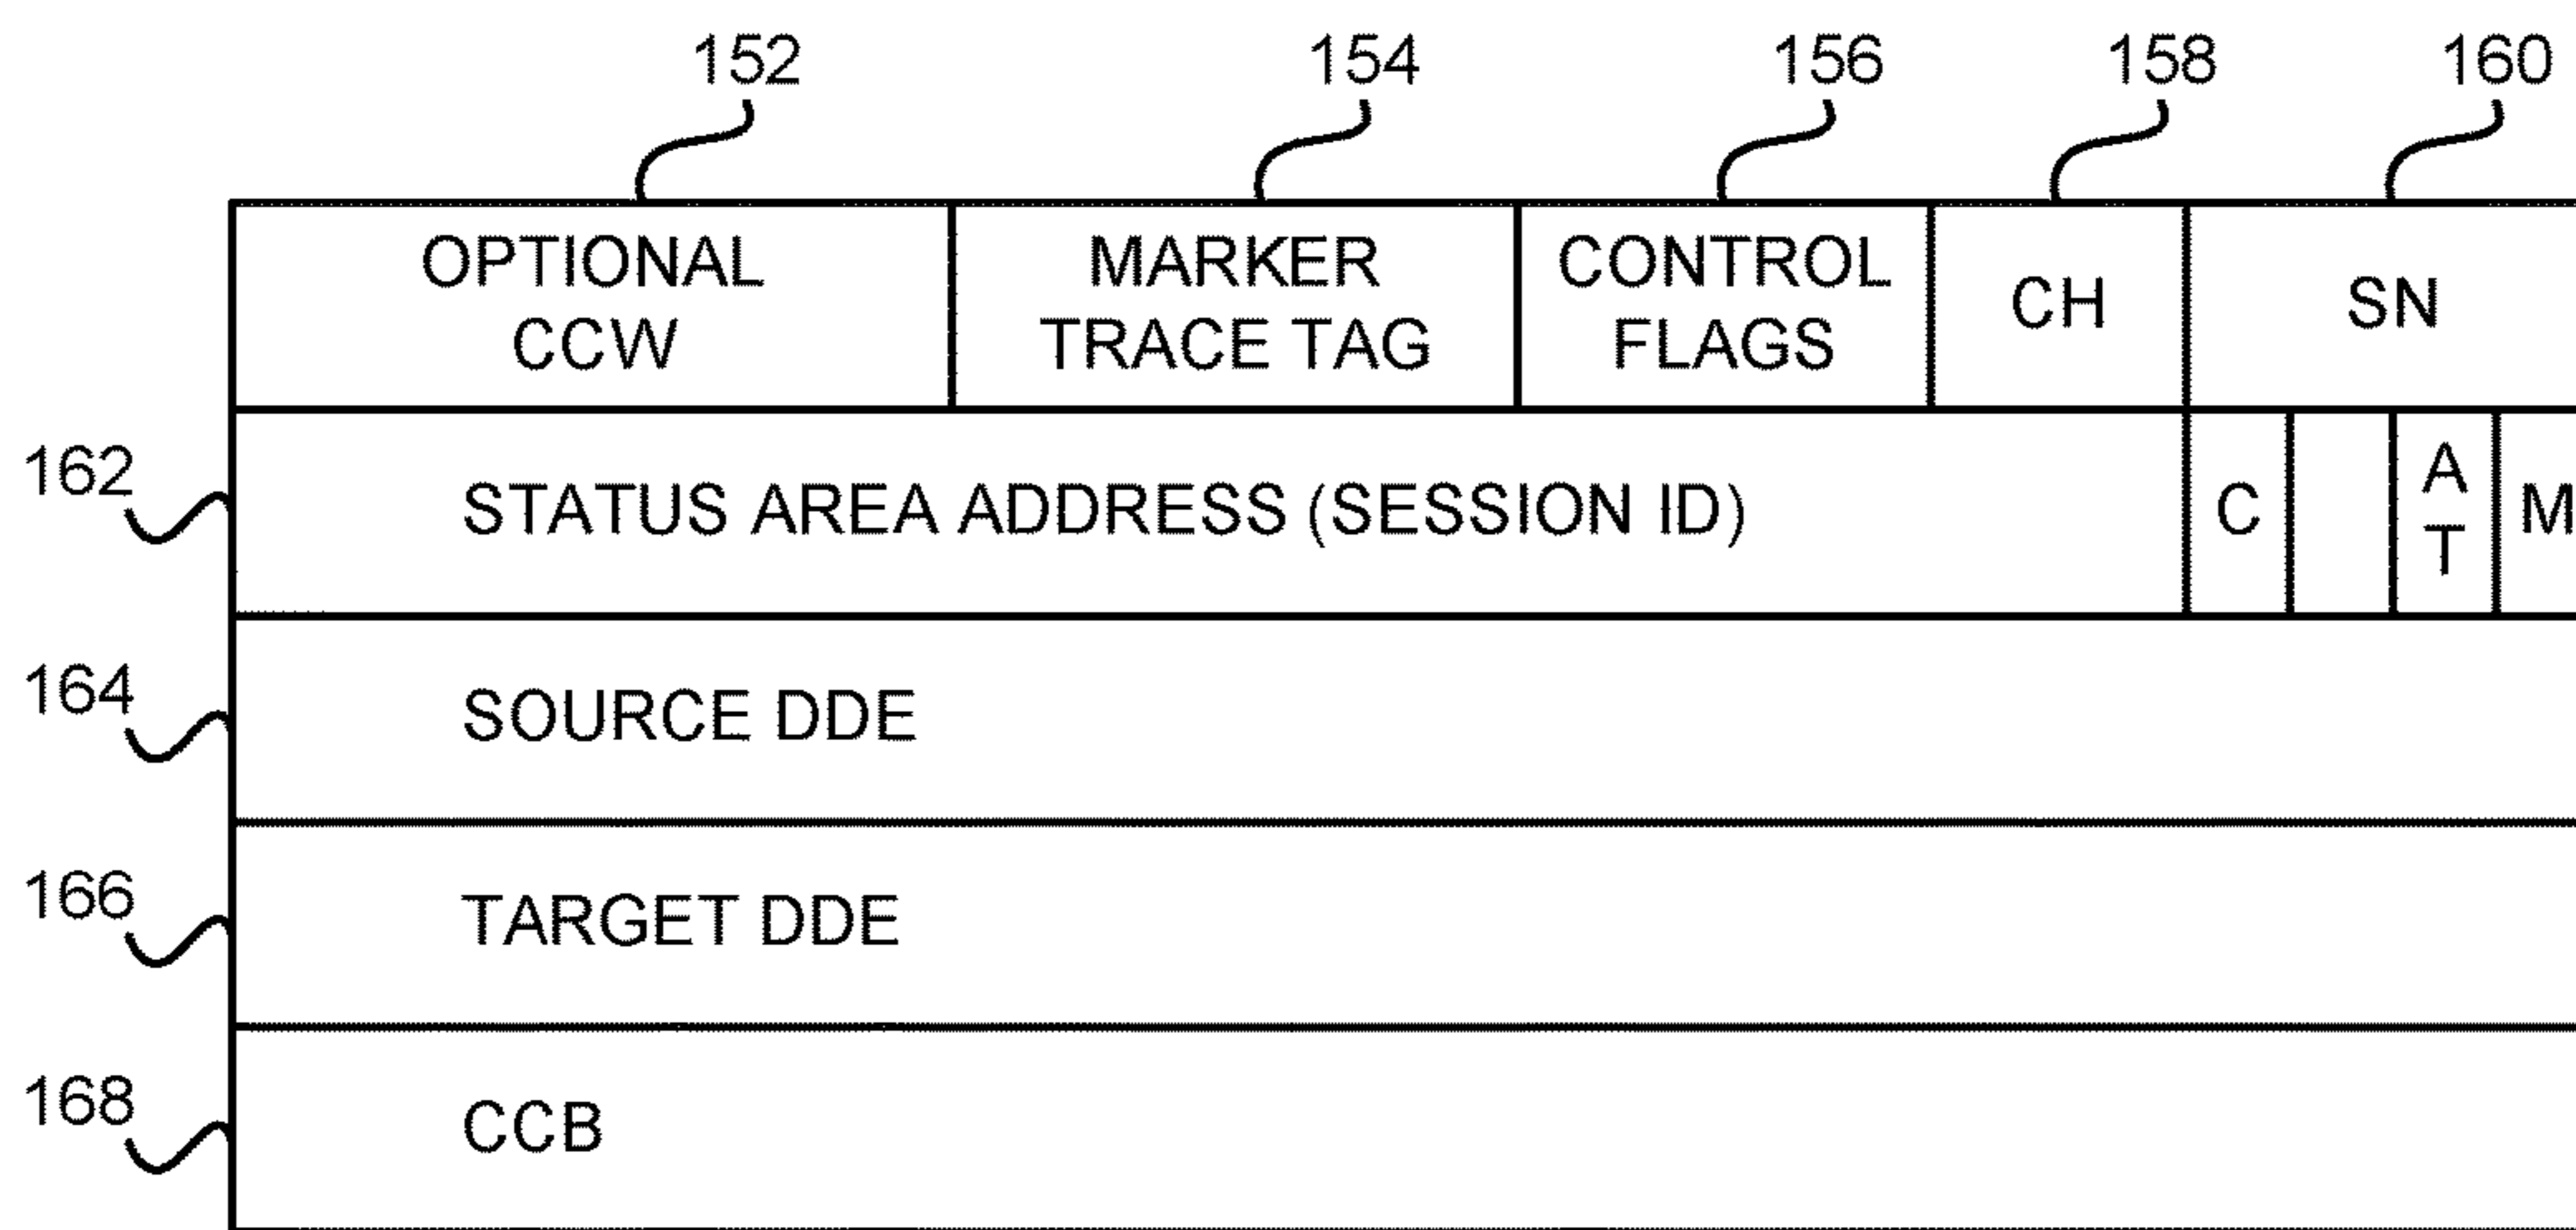 152 154 156 158 160
OPTIONAL MARKER CONTROL CH SN
CCW TRACE TAG FLAGS
162 STATUS AREA ADDRESS (SESSION ID) C A M
T
164 SOURCE DDE
166 TARGET DDE
168 CCB